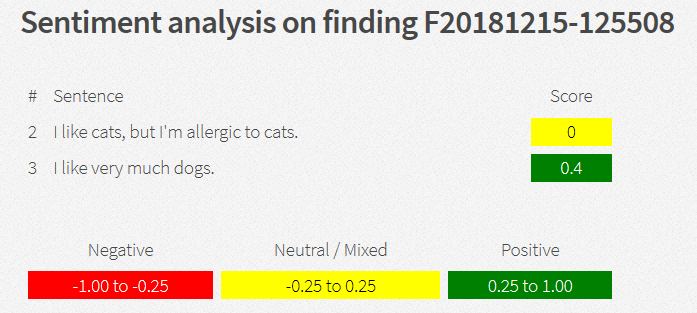 Sentiment analysis on finding F20181215-125508
# Sentence Score
2 I like cats, but I'm allergic to cats. 0
3 I like very much dogs. 0.4
Negative Neutral / Mixed Positive
-1.00 to -0.25 -0.25 to 0.25 0.25 to 1.00